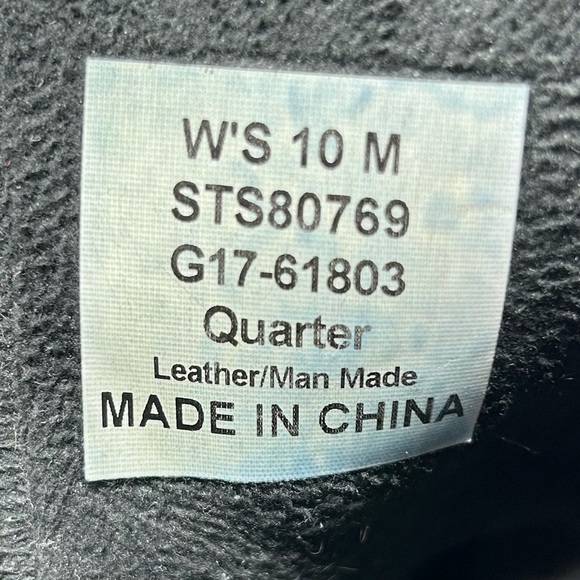 W'S 10 M
STS80769
G17-61803
Quarter
Leather/Man Made
MADE IN CHINA